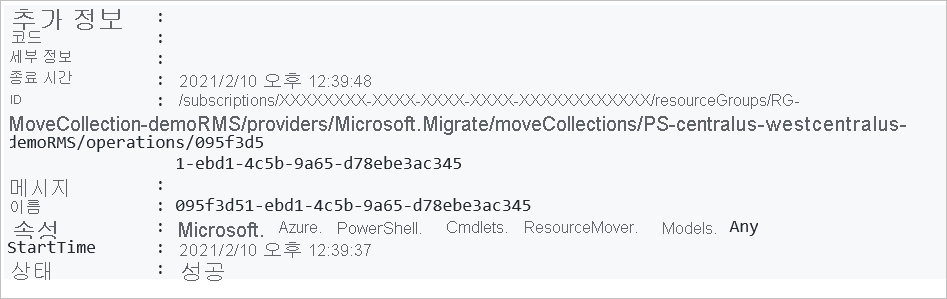 추가 정보 :
코드 :
세부 정보 :
종료 시간 : 2021/2/10 오후 12:39:48
ID : /subscriptions/XXXXXXXX-XXXX-XXXX-XXXX-XXXXXXXXXXXX/resourceGroups/RG-
MoveCollection-demoRMS/providers/Microsoft.Migrate/moveCollections/PS-centralus-westcentralus-
demoRMS/operations/095f3d5
1-ebd1-4c5b-9a65-d78ebe3ac345
메시지 :
이름 : 095f3d51-ebd1-4c5b-9a65-d78ebe3ac345
속성 : Microsoft. Azure. PowerShell. Cmdlets. ResourceMover. Models. Any
StartTime : 2021/2/10 오후 12:39:37
상태 : 성공